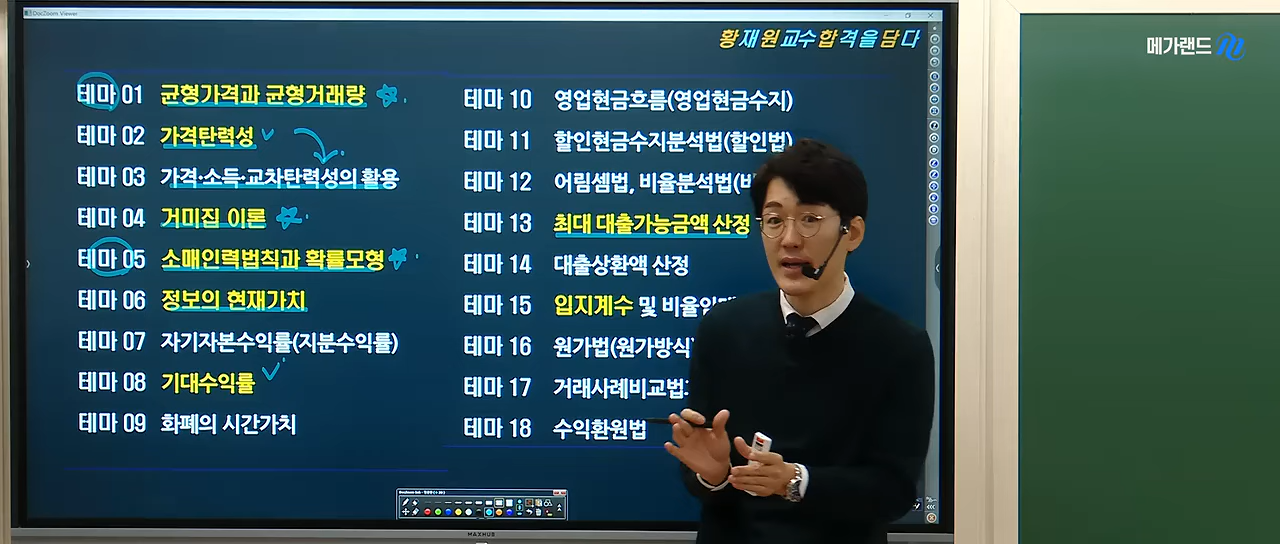 DocZoom Viewer
황재원교수합격을담다
메가랜드
테마 01 균형가격과 균형거래량
테마 02 가격탄력성
테마 03 가격·소득·교차탄력성의 활용
테마 04 거미집 이론
테마 05 소매인력법칙과 확률모형
테마 06 정보의 현재가치
테마 07 자기자본수익률(지분수익률)
테마 08 기대수익률
테마 09 화폐의 시간가치
테마 10 영업현금흐름(영업현금수지)
테마 11 할인현금수지분석법(할인법)
테마 12 어림셈법, 비율분석법(
테마 13 최대 대출가능금액 산정
테마 14 대출상환액 산정
테마 15 입지계수 및
테마 16 원가법(원가방식)
테마 17 거래사례비교법
테마 18 수익환원법
MAXHUB